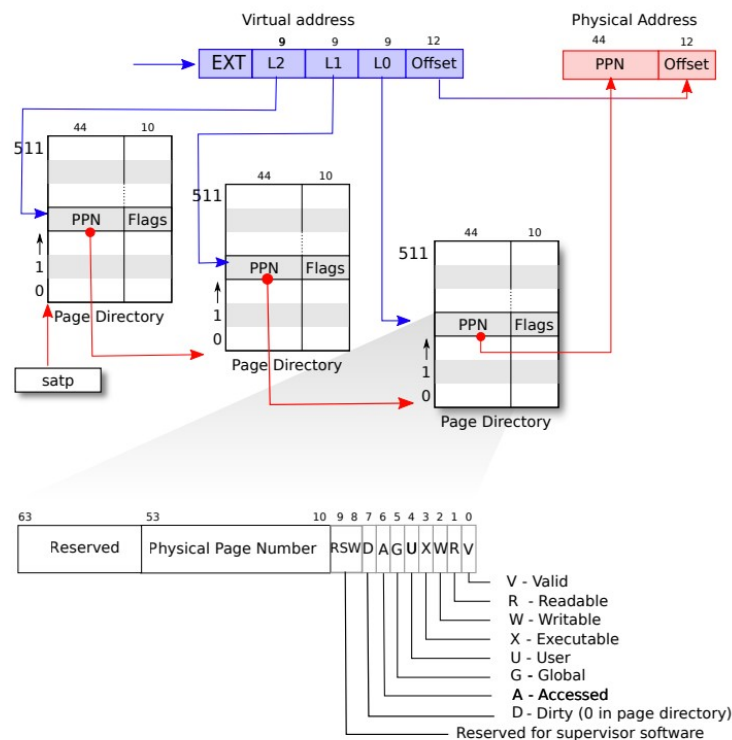 Virtual address
Physical Address
9 9 9 12
44 12
EXT L2 L1 L0 Offset
PPN Offset
44 10
511
PPN Flags
1
0
Page Directory
satp
44 10
511
PPN Flags
1
0
Page Directory
44 10
511
PPN Flags
1
0
Page Directory
63 53 10 9 8 7 6 5 4 3 2 1 0
Reserved Physical Page Number RSW D A G U X W R V
V - Valid
R - Readable
W - Writable
X - Executable
U - User
G - Global
A - Accessed
D - Dirty (0 in page directory)
Reserved for supervisor software